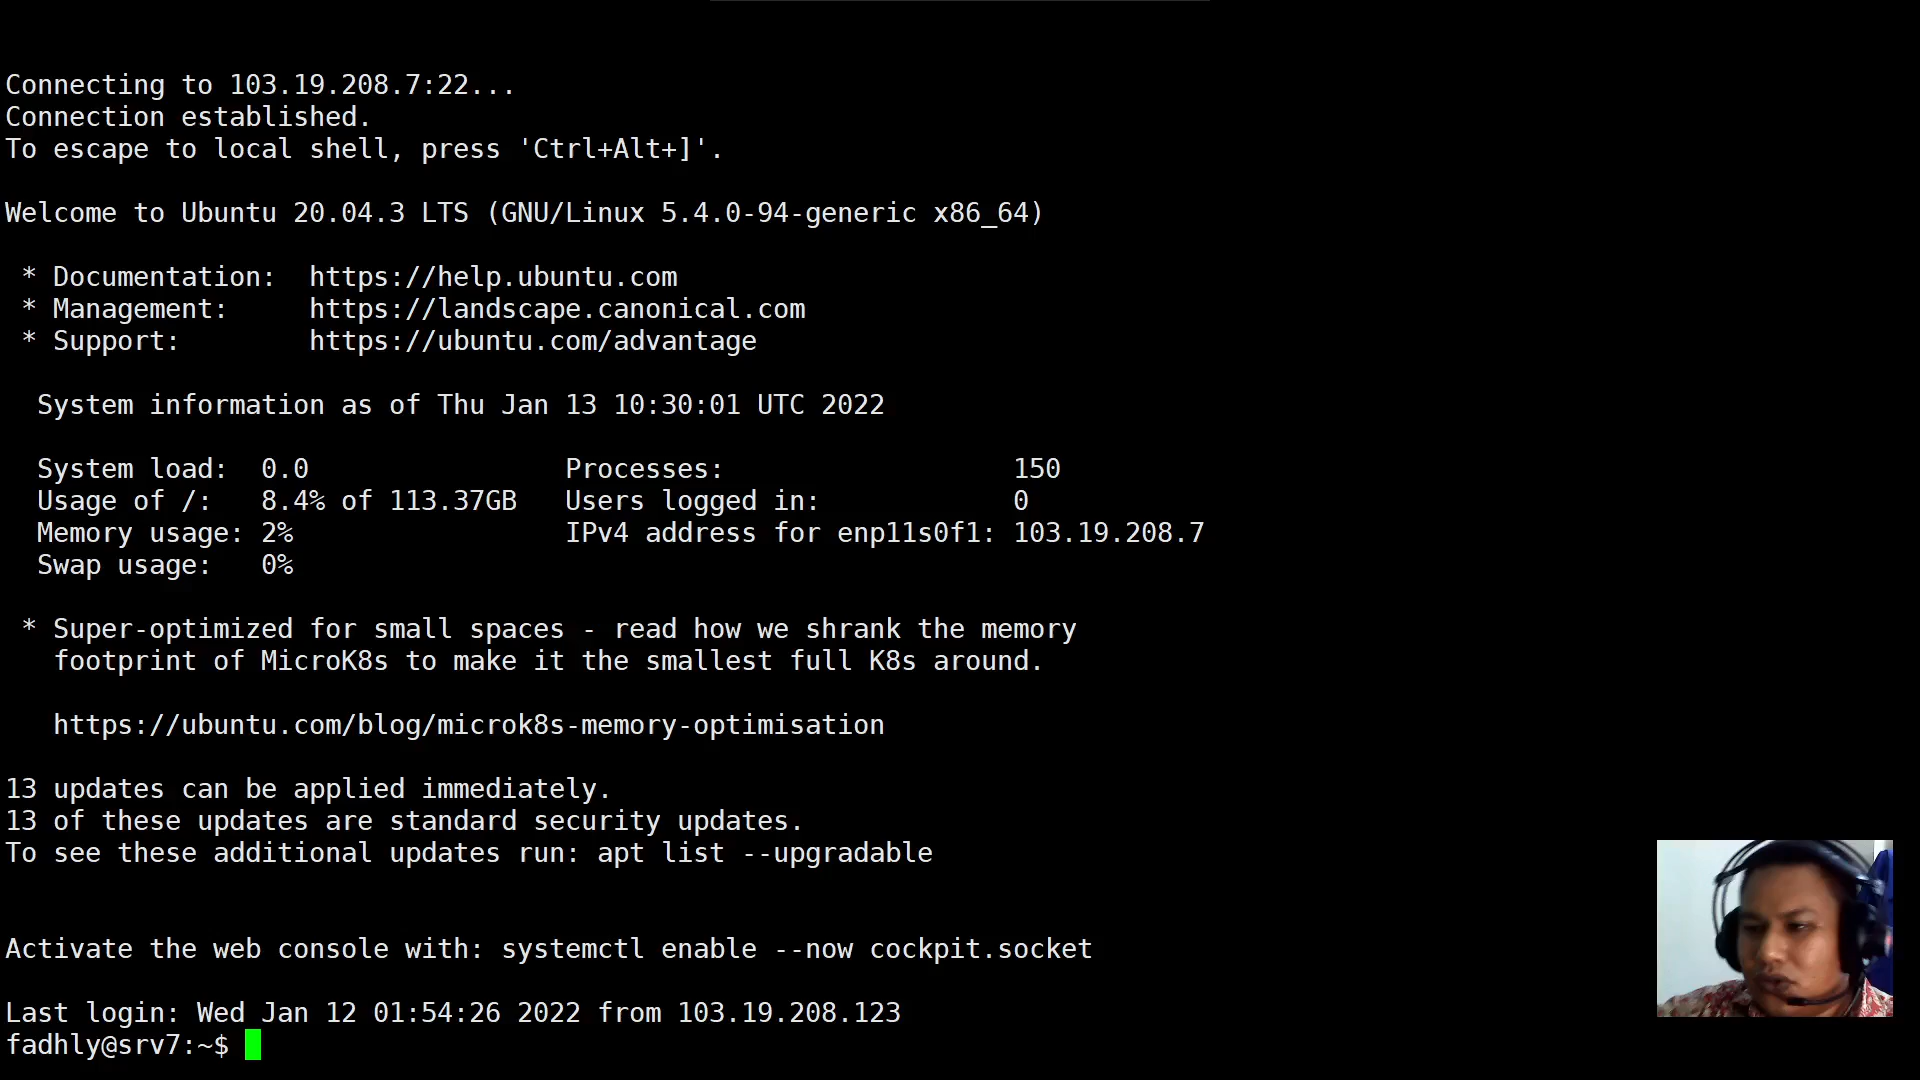 Connecting to 103.19.208.7:22...
Connection established.
To escape to local shell, press 'Ctrl+Alt+]'.
Welcome to Ubuntu 20.04.3 LTS (GNU/Linux 5.4.0-94-generic x86_64)
* Documentation:  https://help.ubuntu.com
* Management:     https://landscape.canonical.com
* Support:        https://ubuntu.com/advantage
System information as of Thu Jan 13 10:30:01 UTC 2022
System load:  0.0                Processes:                  150
Usage of /:   8.4% of 113.37GB   Users logged in:            0
Memory usage: 2%                 IPv4 address for enp11s0f1: 103.19.208.7
Swap usage:   0%
* Super-optimized for small spaces - read how we shrank the memory
footprint of MicroK8s to make it the smallest full K8s around.
https://ubuntu.com/blog/microk8s-memory-optimisation
13 updates can be applied immediately.
13 of these updates are standard security updates.
To see these additional updates run: apt list --upgradable
Activate the web console with: systemctl enable --now cockpit.socket
Last login: Wed Jan 12 01:54:26 2022 from 103.19.208.123
fadhly@srv7:~$